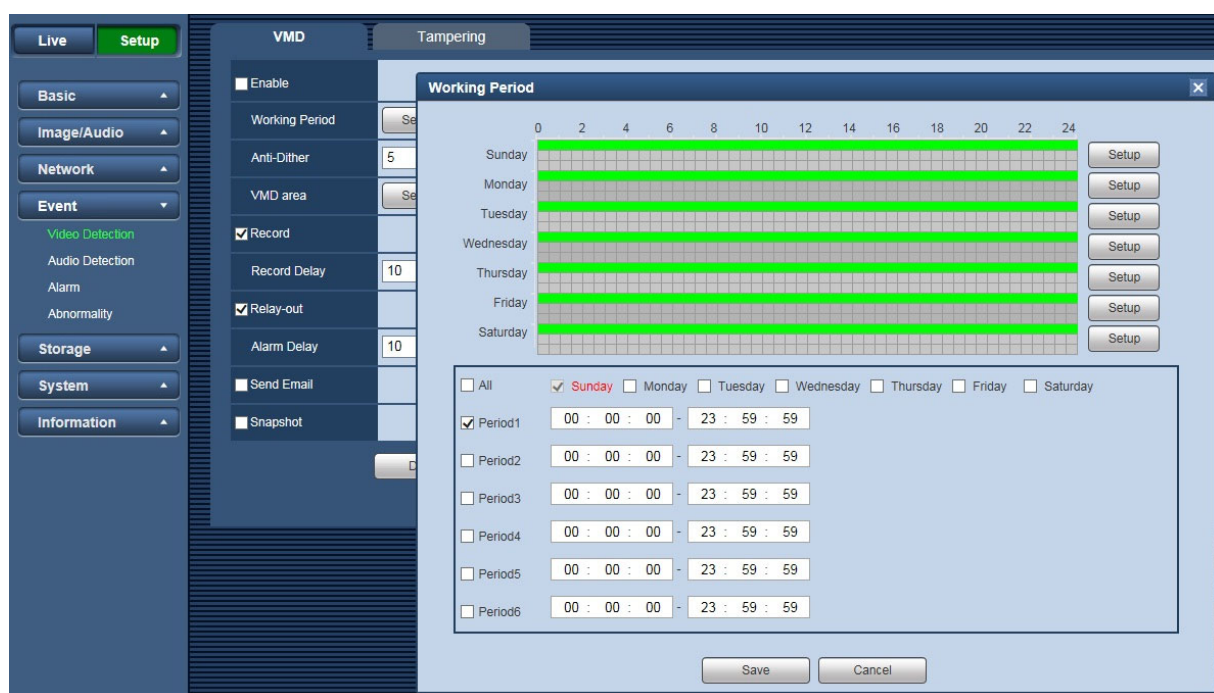 Live Setup
Basic
Image/Audio
Network
Event
Video Detection
Audio Detection
Alarm
Abnormality
Storage
System
Information
VMD Tampering
Enable
Working Period
Anti-Dither 5
VMD area
Record
Record Delay 10
Relay-out
Alarm Delay 10
Send Email
Snapshot
Working Period
0 2 4 6 8 10 12 14 16 18 20 22 24
Sunday Setup
Monday Setup
Tuesday Setup
Wednesday Setup
Thursday Setup
Friday Setup
Saturday Setup
All Sunday Monday Tuesday Wednesday Thursday Friday Saturday
Period1 00 : 00 : 00 - 23 : 59 : 59
Period2 00 : 00 : 00 - 23 : 59 : 59
Period3 00 : 00 : 00 - 23 : 59 : 59
Period4 00 : 00 : 00 - 23 : 59 : 59
Period5 00 : 00 : 00 - 23 : 59 : 59
Period6 00 : 00 : 00 - 23 : 59 : 59
Save Cancel